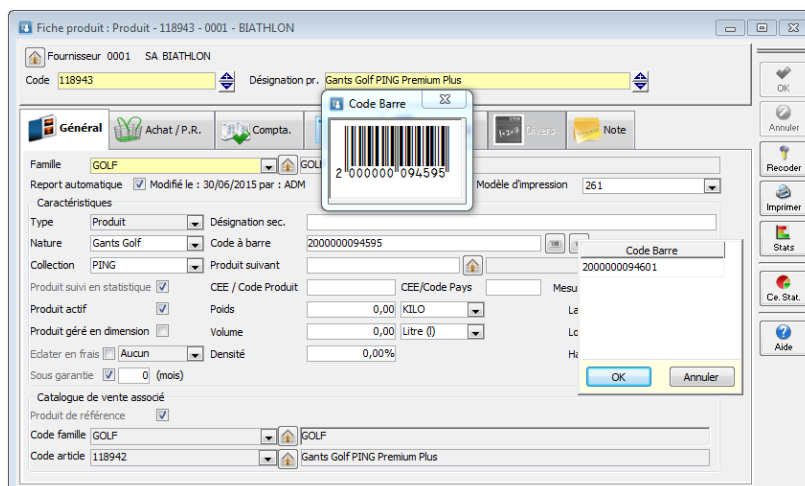 Fiche produit : Produit - 118943 - 0001 - BIATHLON
Fournisseur 0001 SA BIATHLON
Code 118943 Désignation pr. Gants Golf PING Premium Plus
OK
Annuler
Recoder
Imprimer
Stats
Ce. Stat.
Aide
Général Achat / P.R. Compta. Divers Note
Code Barre
2 000000 094595
Famille GOLF
Report automatique Modifié le : 30/06/2015 par : ADM Modèle d'impression 261
Caractéristiques
Type Produit Désignation sec.
Nature Gants Golf Code à barre 2000000094595
Collection PING Produit suivant
Produit suivi en statistique CEE / Code Produit CEE/Code Pays
Produit actif Poids 0,00 KILO
Produit géré en dimension Volume 0,00 Litre (l)
Eclater en frais Aucun Densité 0,00%
Sous garantie 0 (mois)
Code Barre
2000000094601
OK Annuler
Catalogue de vente associé
Produit de référence
Code famille GOLF GOLF
Code article 118942 Gants Golf PING Premium Plus